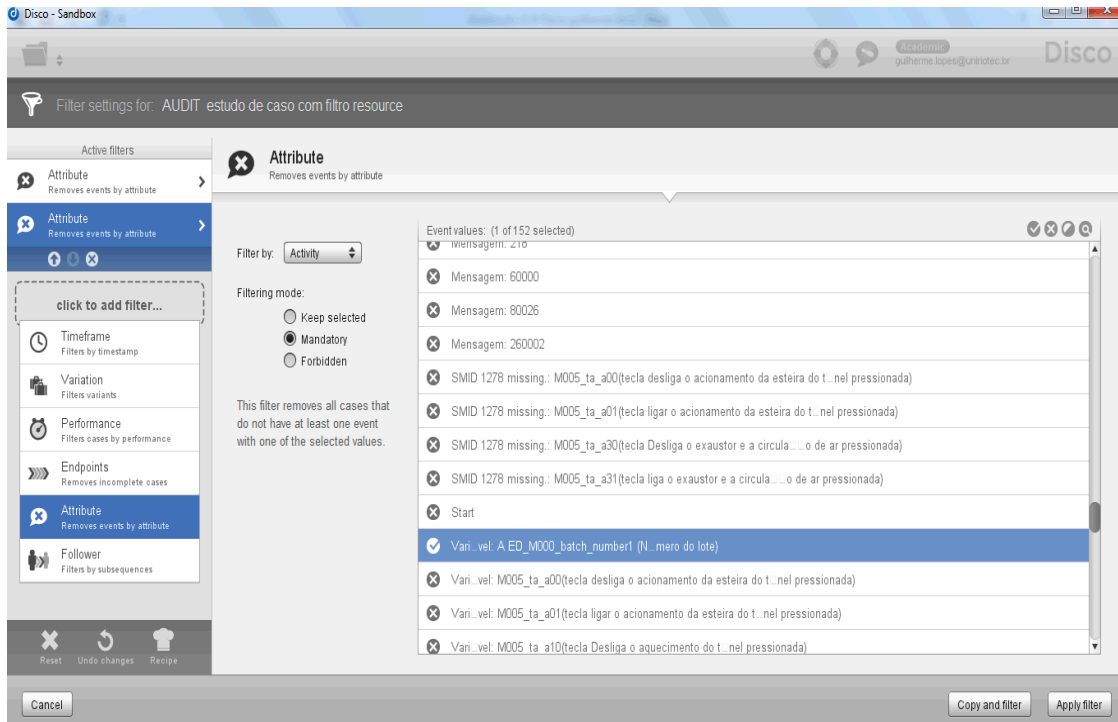 Disco - Sandbox
Academic
guilherme.lopes@uniriotec.br
Disco
Filter settings for: AUDIT estudo de caso com filtro resource
Active filters
Attribute
Removes events by attribute
Attribute
Removes events by attribute
click to add filter...
Timeframe
Filters by timestamp
Variation
Filters variants
Performance
Filters cases by performance
Endpoints
Removes incomplete cases
Attribute
Removes events by attribute
Follower
Filters by subsequences
Reset Undo changes Recipe
Attribute
Removes events by attribute
Filter by: Activity
Filtering mode:
Keep selected
Mandatory
Forbidden
This filter removes all cases that
do not have at least one event
with one of the selected values.
Event values: (1 of 152 selected)
Mensagem: 216
Mensagem: 60000
Mensagem: 80026
Mensagem: 260002
SMID 1278 missing.: M005_ta_a00(tecla desliga o acionamento da esteira do t□nel pressionada)
SMID 1278 missing.: M005_ta_a01(tecla ligar o acionamento da esteira do t□nel pressionada)
SMID 1278 missing.: M005_ta_a30(tecla Desliga o exaustor e a circula□□o de ar pressionada)
SMID 1278 missing.: M005_ta_a31(tecla liga o exaustor e a circula□□o de ar pressionada)
Start
Vari□vel: A ED_M000_batch_number1 (N□mero do lote)
Vari□vel: M005_ta_a00(tecla desliga o acionamento da esteira do t□nel pressionada)
Vari□vel: M005_ta_a01(tecla ligar o acionamento da esteira do t□nel pressionada)
Vari□vel: M005_ta_a10(tecla Desliga o aquecimento do t□nel pressionada)
Cancel
Copy and filter
Apply filter